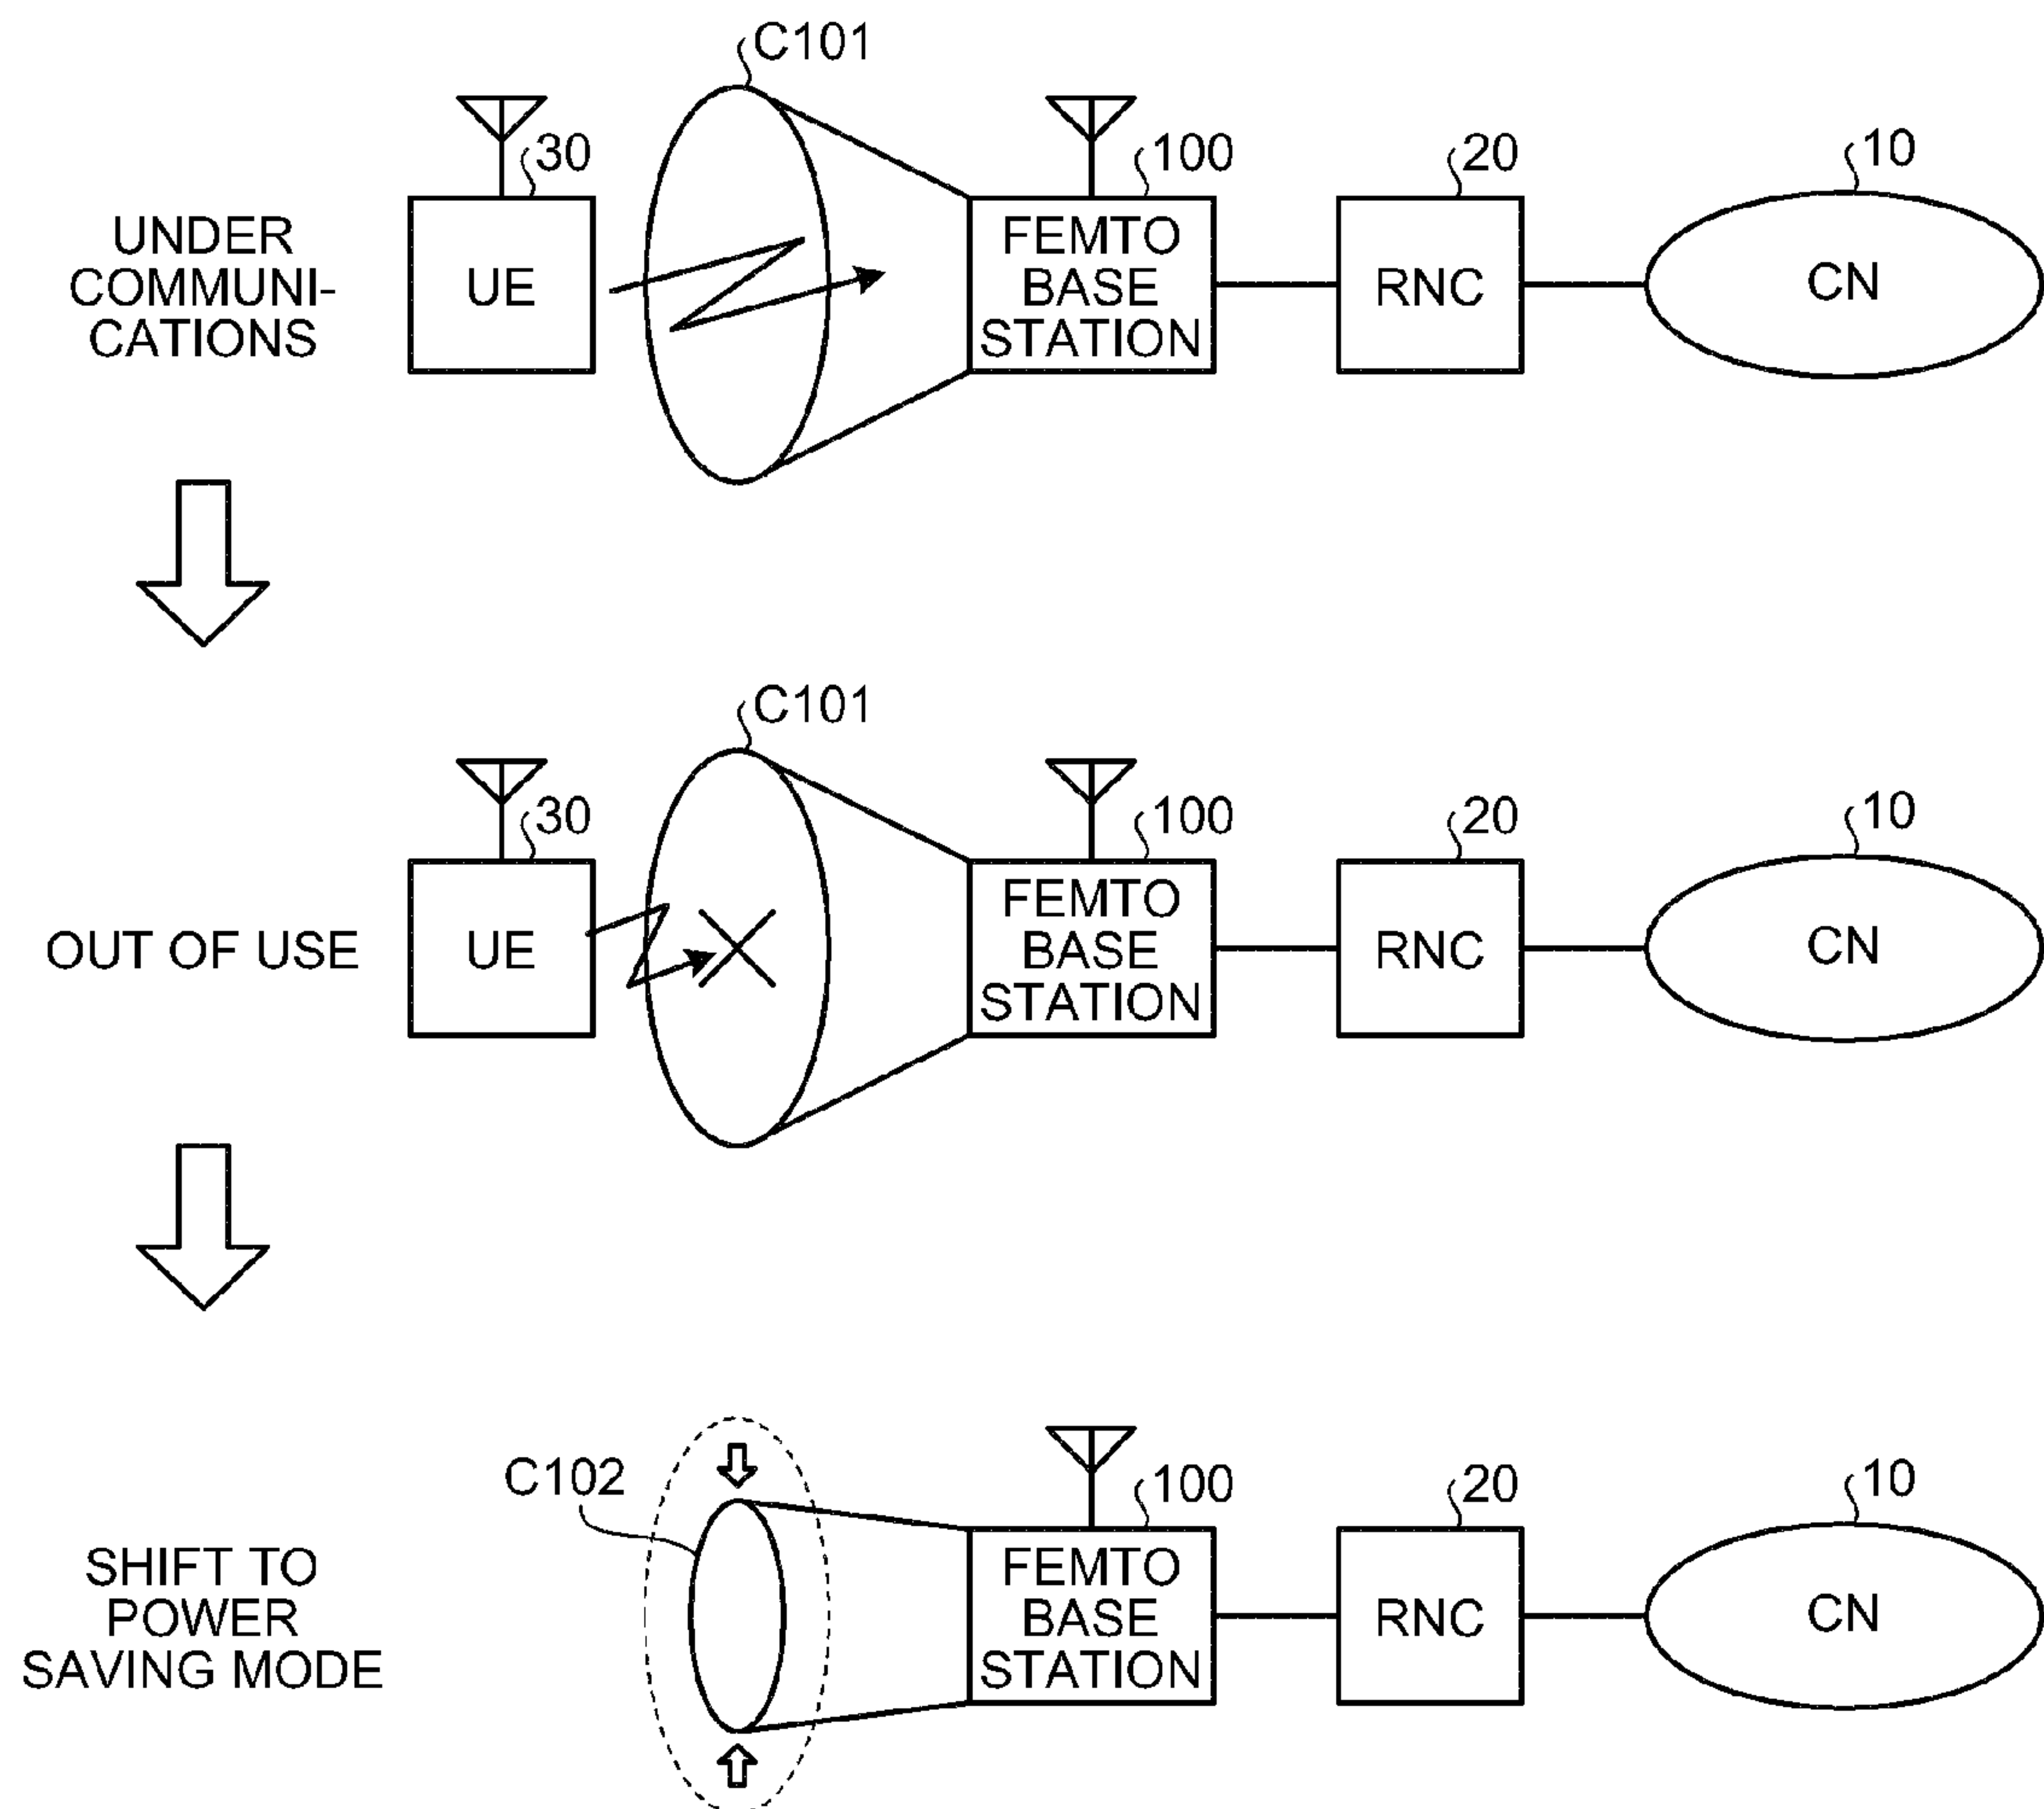 C101
30
100
20
10
UNDER
COMMUNI-
CATIONS
UE
FEMTO
BASE
STATION
RNC
CN
C101
30
100
20
10
OUT OF USE
UE
FEMTO
BASE
STATION
RNC
CN
C102
100
20
10
SHIFT TO
POWER
SAVING MODE
FEMTO
BASE
STATION
RNC
CN